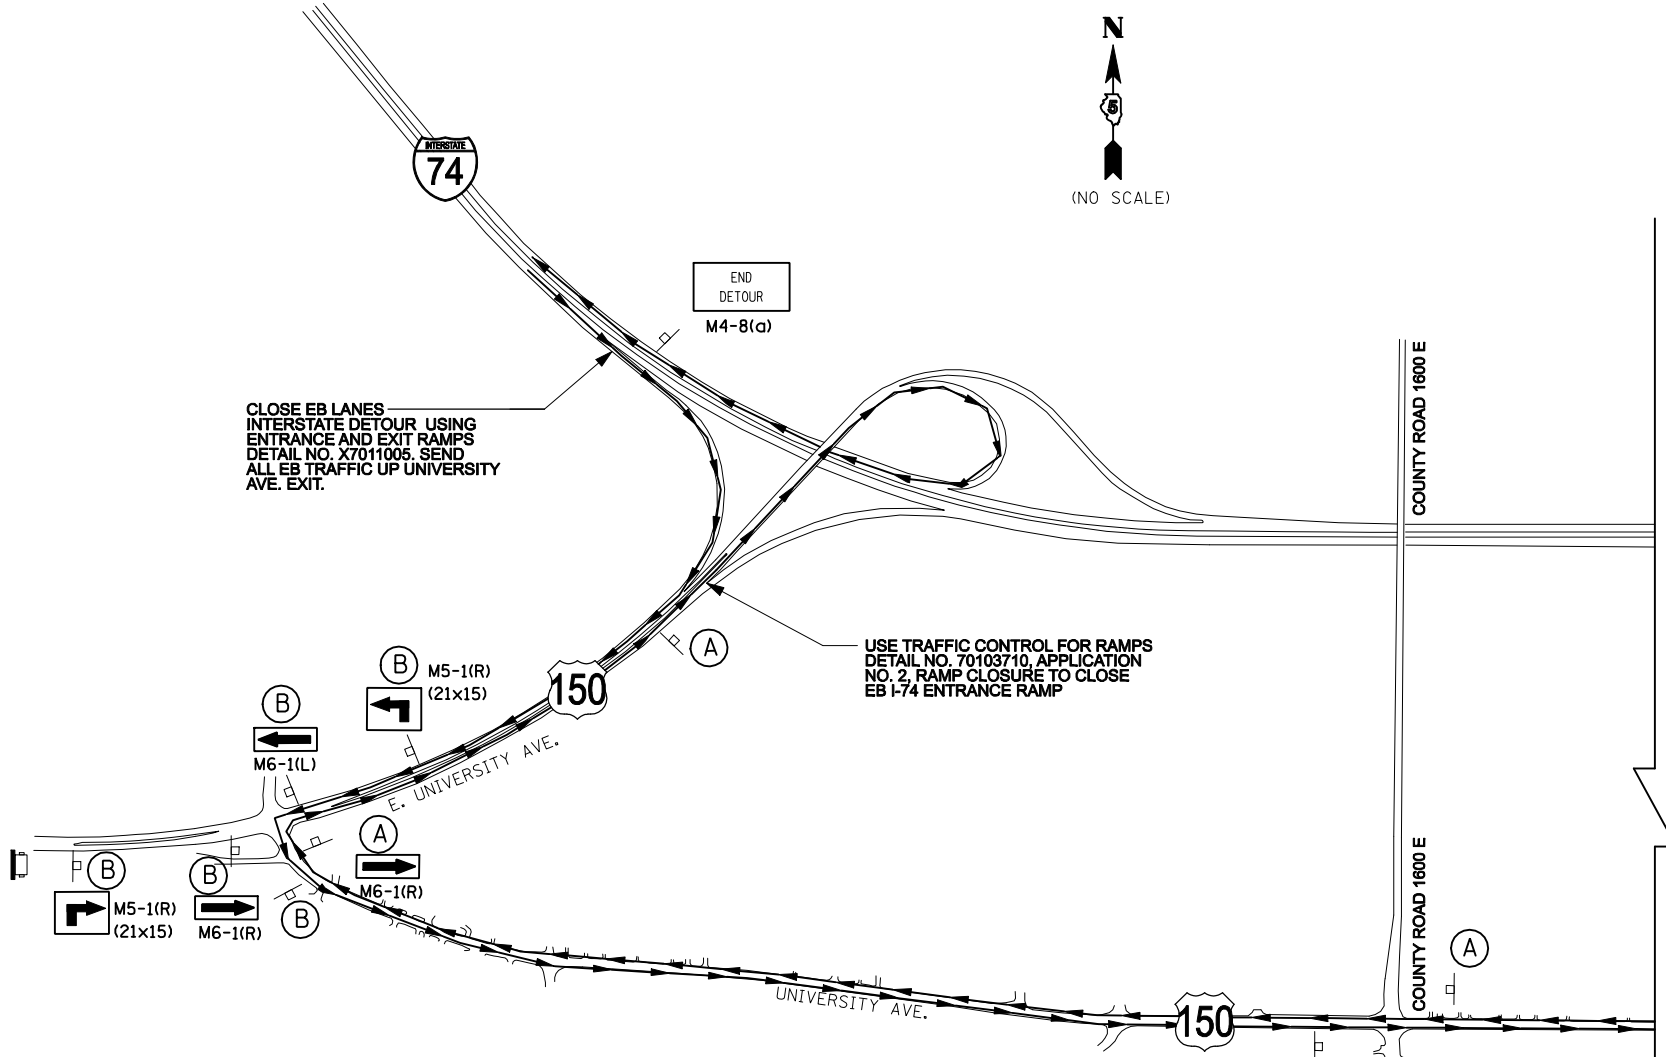 N
5
(NO SCALE)
INTERSTATE
74
END
DETOUR
M4-8(a)
CLOSE EB LANES
INTERSTATE DETOUR USING
ENTRANCE AND EXIT RAMPS
DETAIL NO. X7011005. SEND
ALL EB TRAFFIC UP UNIVERSITY
AVE. EXIT.
COUNTY ROAD 1600 E
USE TRAFFIC CONTROL FOR RAMPS
DETAIL NO. 70103710, APPLICATION
NO. 2, RAMP CLOSURE TO CLOSE
EB I-74 ENTRANCE RAMP
A
B
M5-1(R)
(21x15)
150
B
M6-1(L)
E. UNIVERSITY AVE.
A
M6-1(R)
B
M5-1(R)
(21x15)
B
M6-1(R)
B
UNIVERSITY AVE.
150
COUNTY ROAD 1600 E
A